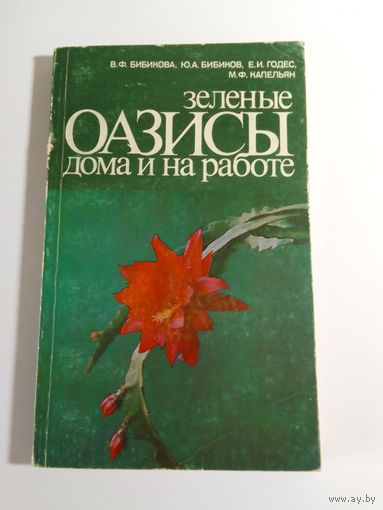 В.Ф. БИБИКОВА, Ю.А. БИБИКОВ, Е.И. ГОДЕС,
М.Ф. КАПЕЛЬЯН
зеленые
ОАЗИСЫ
дома и на работе
www.ay.by